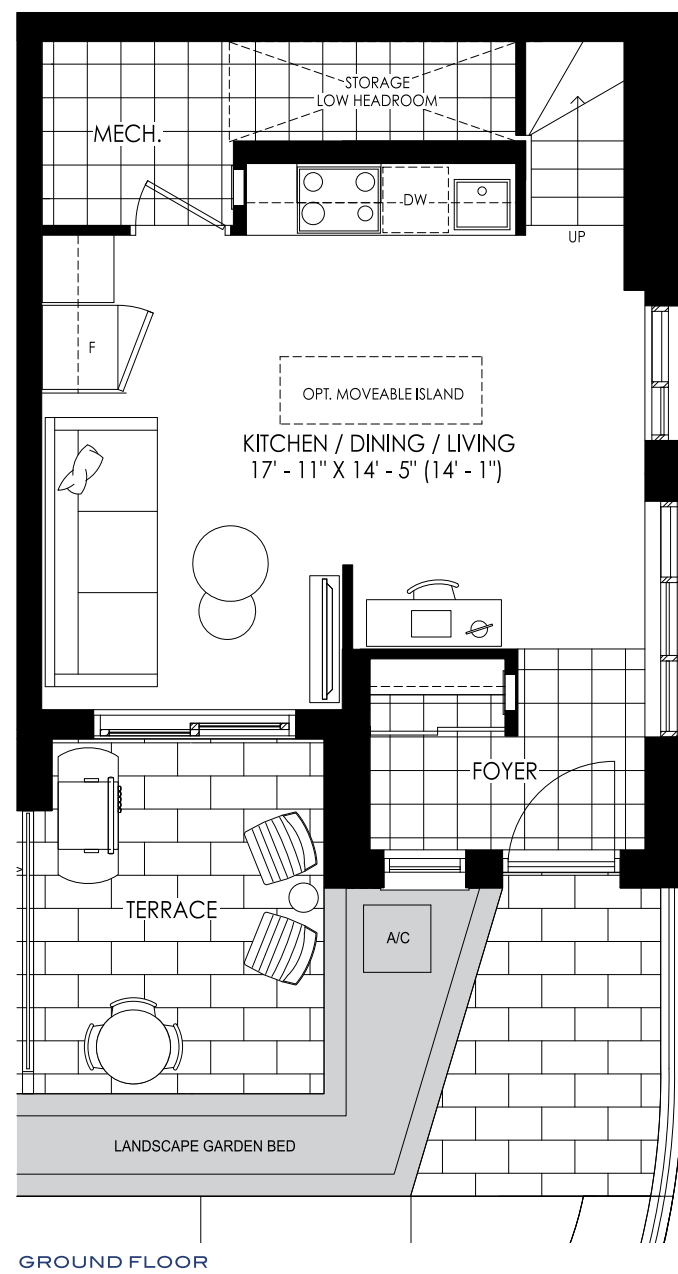 STORAGE
LOW HEADROOM
MECH.
DW
UP
F
OPT. MOVEABLE ISLAND
KITCHEN / DINING / LIVING
17' - 11" X 14' - 5" (14' - 1")
FOYER
TERRACE
A/C
LANDSCAPE GARDEN BED
GROUND FLOOR